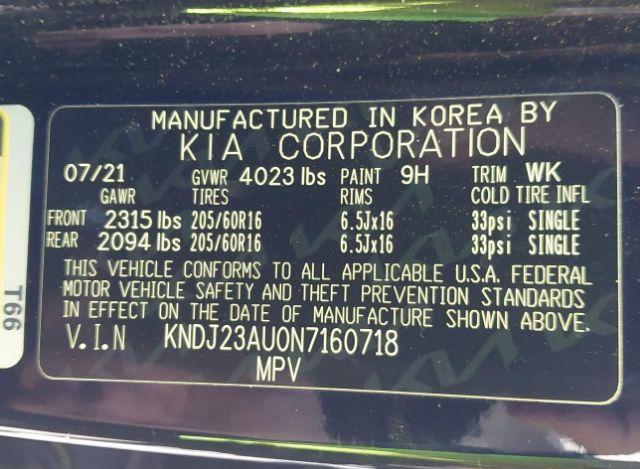 MANUFACTURED IN KOREA BY
KIA CORPORATION
07/21 GVWR 4023 lbs PAINT 9H TRIM WK
GAWR TIRES RIMS COLD TIRE INFL
FRONT 2315 lbs 205/60R16 6.5Jx16 33psi SINGLE
REAR 2094 lbs 205/60R16 6.5Jx16 33psi SINGLE
THIS VEHICLE CONFORMS TO ALL APPLICABLE U.S.A. FEDERAL
MOTOR VEHICLE SAFETY AND THEFT PREVENTION STANDARDS
IN EFFECT ON THE DATE OF MANUFACTURE SHOWN ABOVE.
V.I.N KNDJ23AU0N7160718
MPV
T66